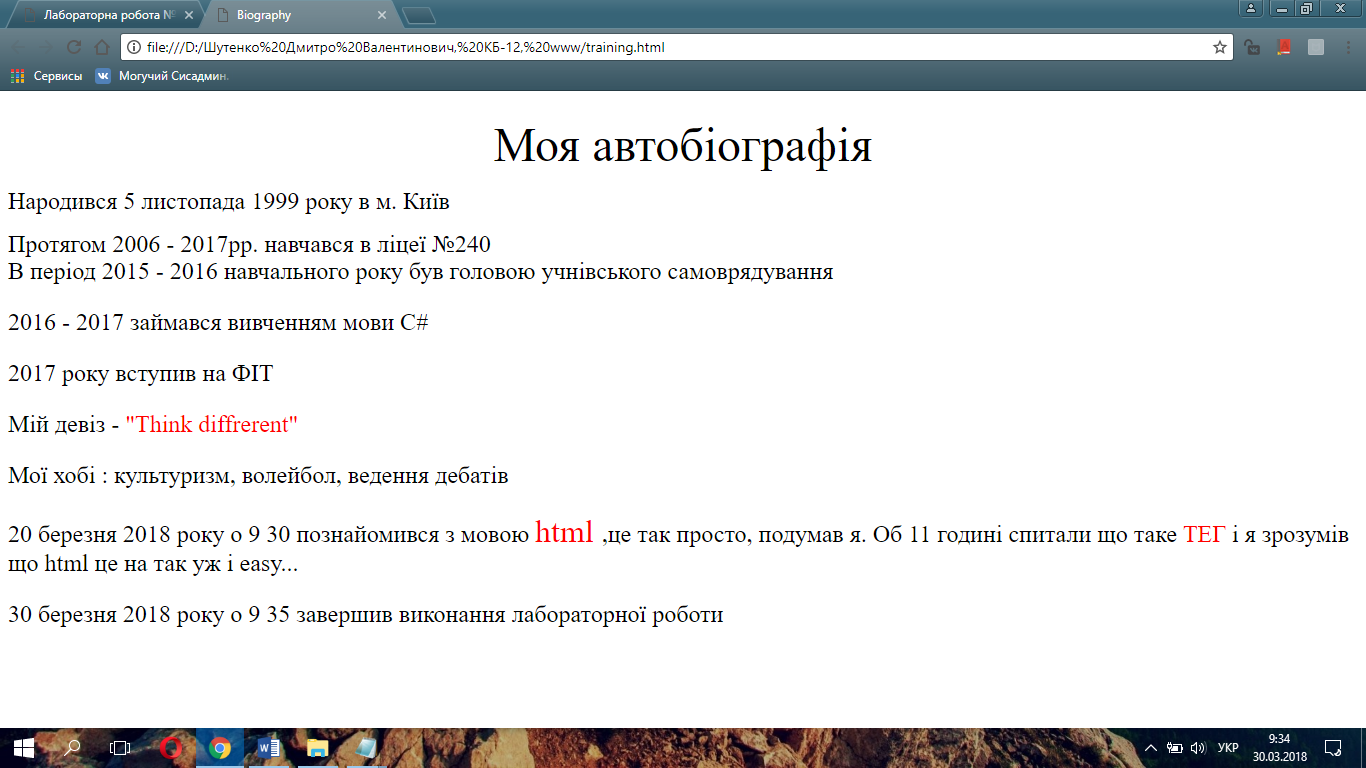 Лабораторна робота №
Biography
file:///D:/Шутенко%20Дмитро%20Валентинович,%20КБ-12,%20www/training.html
Сервисы
Могучий Сисадмин.
Моя автобіографія
Народився 5 листопада 1999 року в м. Київ
Протягом 2006 - 2017рр. навчався в ліцеї №240
В період 2015 - 2016 навчального року був головою учнівського самоврядування
2016 - 2017 займався вивченням мови C#
2017 року вступив на ФІТ
Мій девіз - "Think diffrerent"
Мої хобі : культуризм, волейбол, ведення дебатів
20 березня 2018 року о 9 30 познайомився з мовою html ,це так просто, подумав я. Об 11 годині спитали що таке ТЕГ і я зрозумів
що html це на так уж і easy...
30 березня 2018 року о 9 35 завершив виконання лабораторної роботи
УКР
9:34
30.03.2018